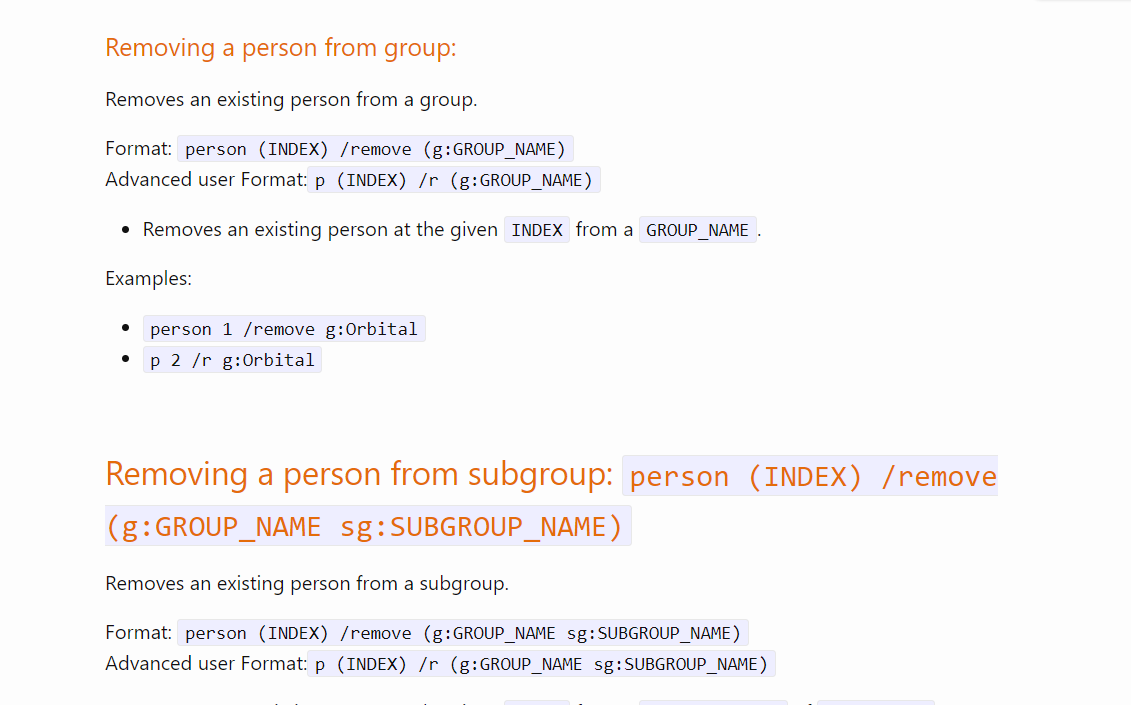 Removing a person from group:
Removes an existing person from a group.
Format: person (INDEX) /remove (g:GROUP_NAME)
Advanced user Format: p (INDEX) /r (g:GROUP_NAME)
• Removes an existing person at the given INDEX from a GROUP_NAME.
Examples:
• person 1 /remove g:Orbital
• p 2 /r g:Orbital
Removing a person from subgroup: person (INDEX) /remove
(g:GROUP_NAME sg:SUBGROUP_NAME)
Removes an existing person from a subgroup.
Format: person (INDEX) /remove (g:GROUP_NAME sg:SUBGROUP_NAME)
Advanced user Format: p (INDEX) /r (g:GROUP_NAME sg:SUBGROUP_NAME)